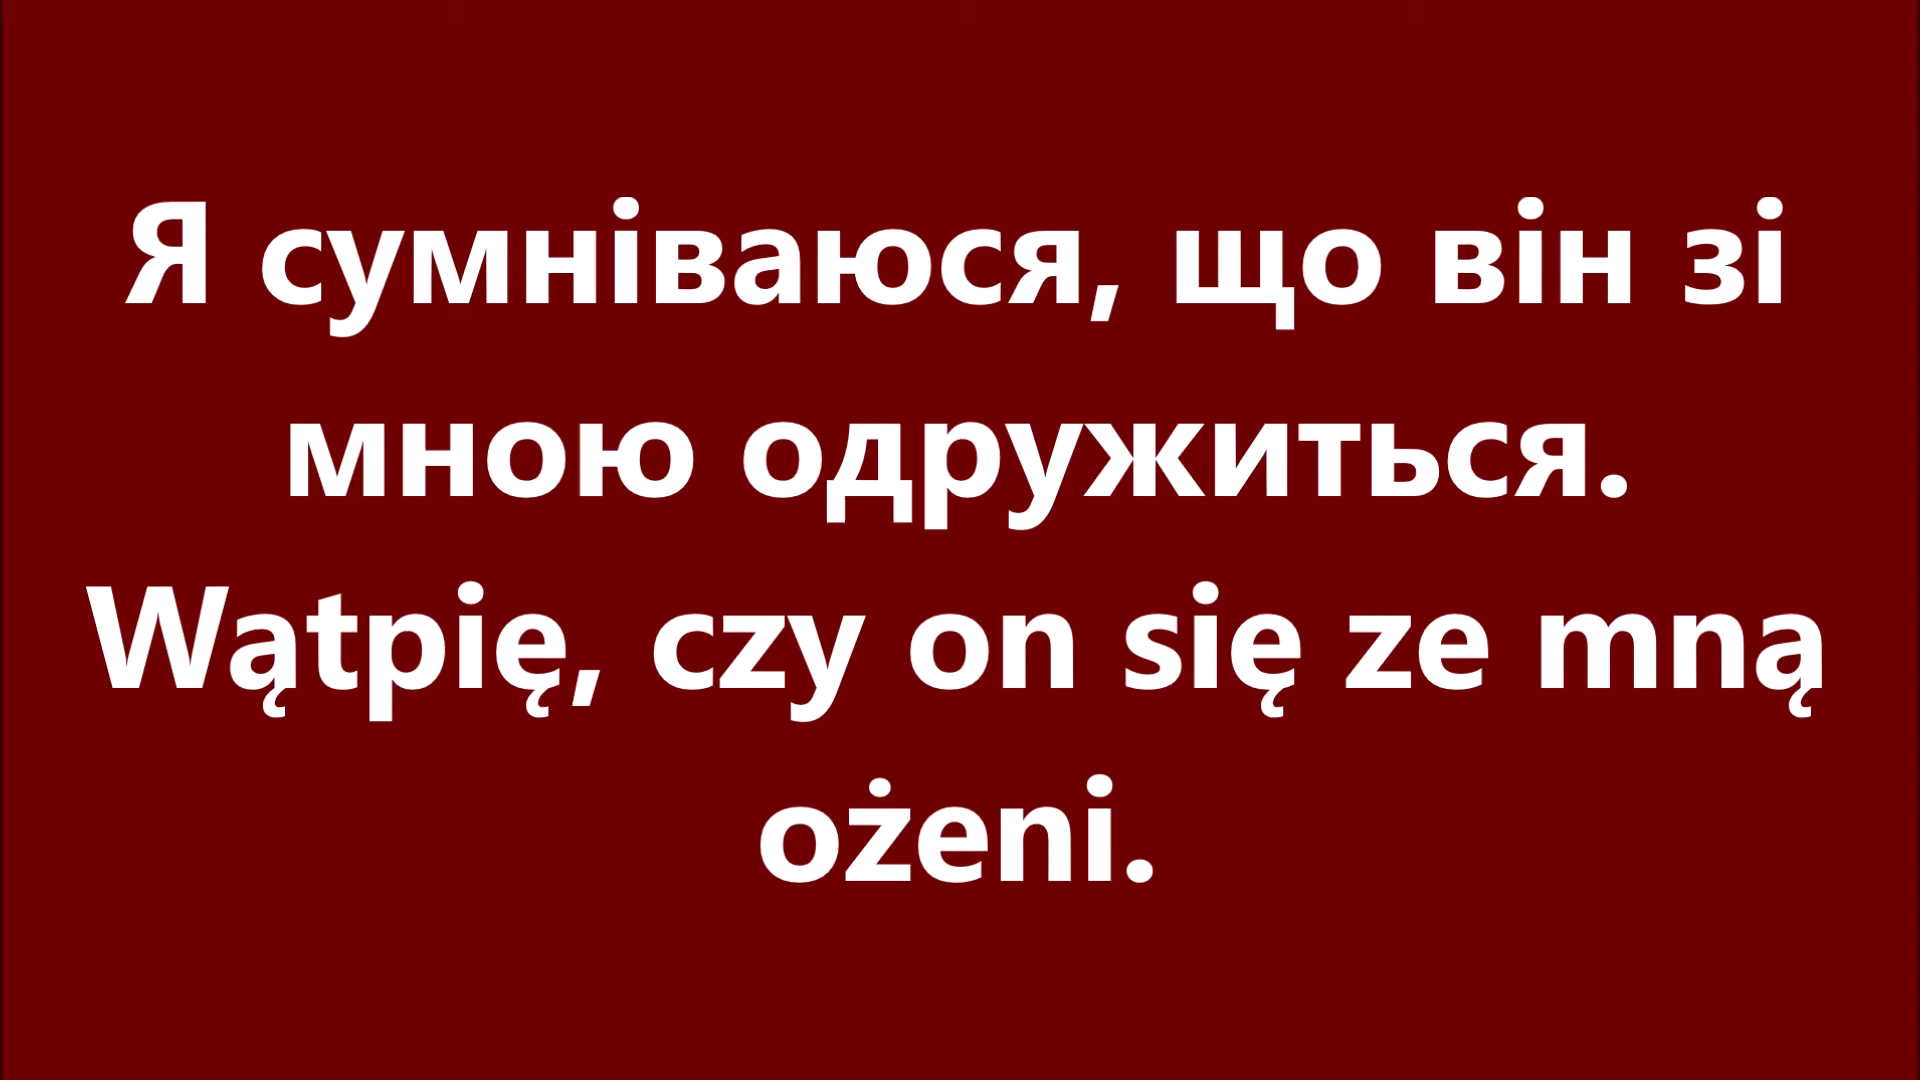 Я сумніваюся, що він зі
мною одружиться.
Wątpię, czy on się ze mną
ożeni.